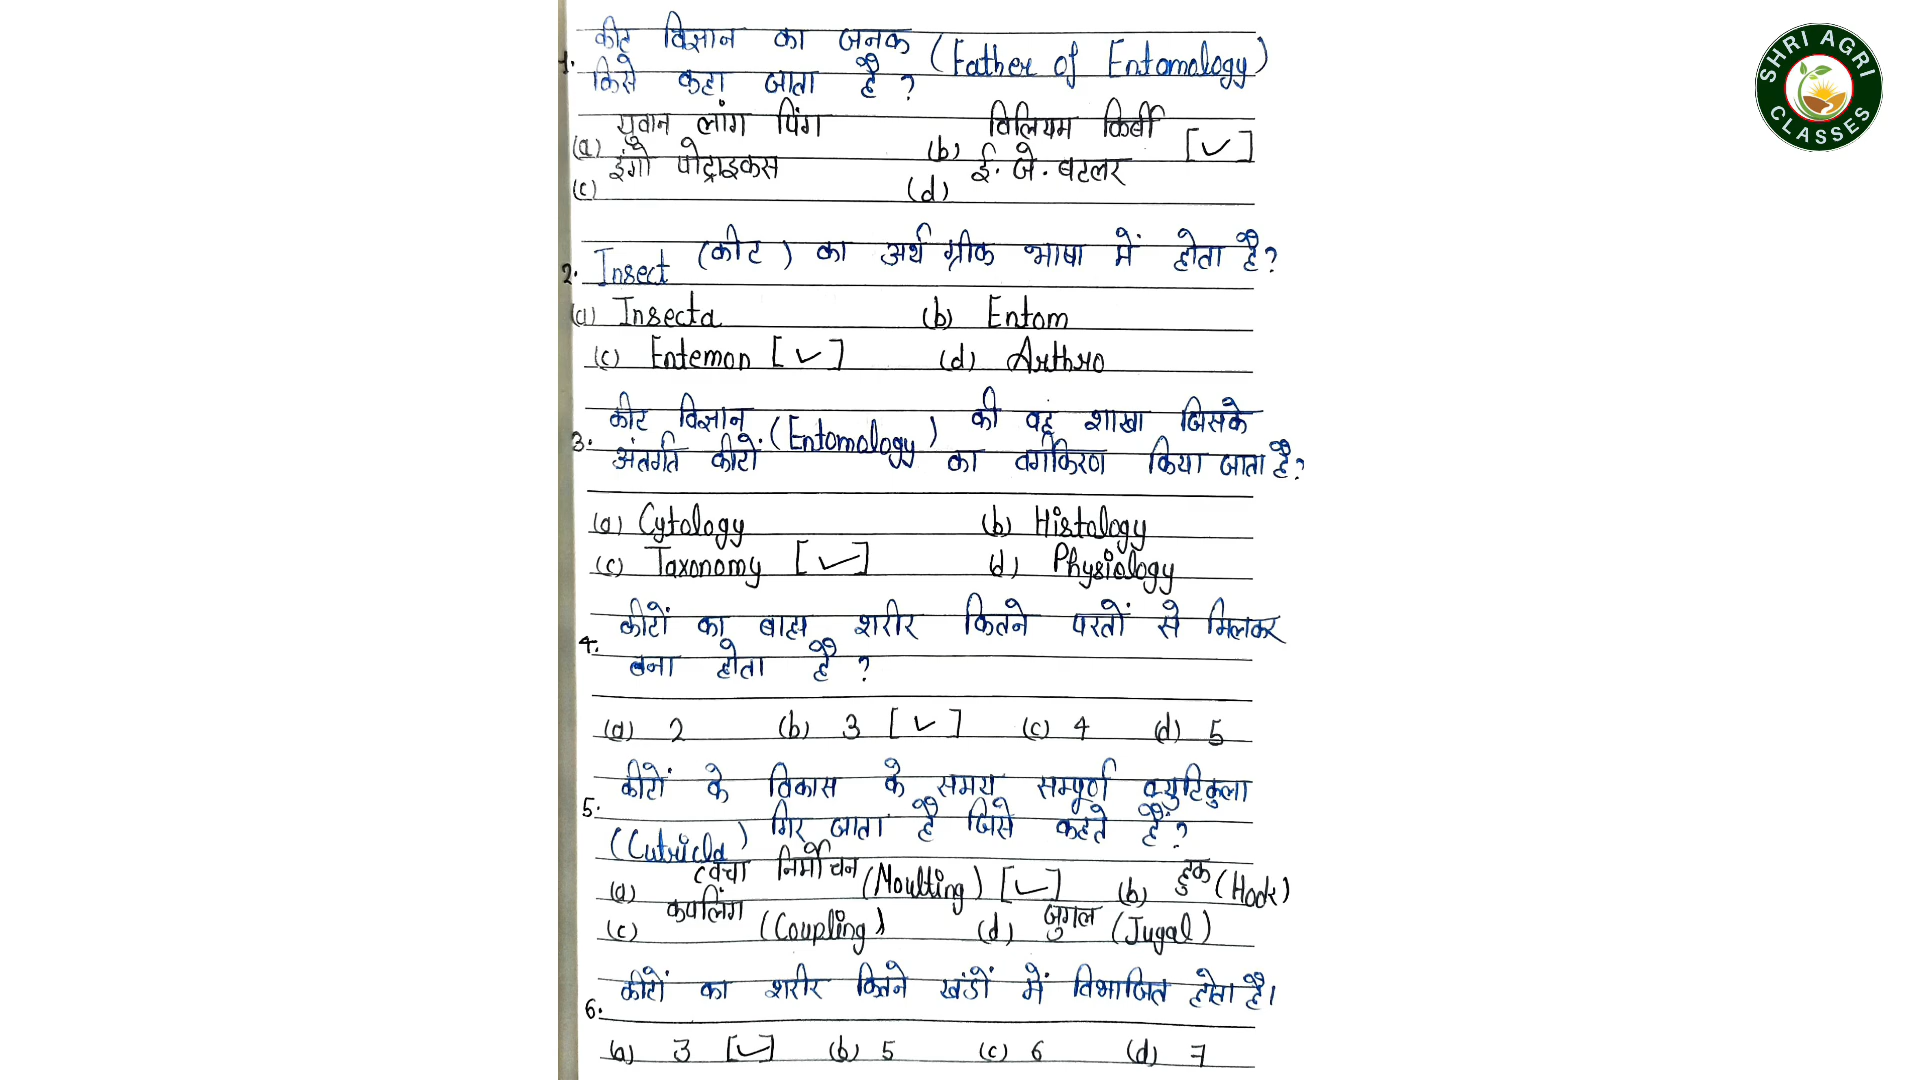 1. कीट विज्ञान का जनक (Father of Entomology)
किसे कहा जाता है ?
(a) युवान लांग पिंग (b) विलियम किर्बी [✓]
(c) इंगो पोट्राइकस (d) ई. जे. बटलर
2. Insect (कीट) का अर्थ ग्रीक भाषा में होता है?
(a) Insecta (b) Entom
(c) Entemon [✓] (d) Arthro
3. कीट विज्ञान (Entomology) की वह शाखा जिसके
अंतर्गत कीटों का वर्गीकरण किया जाता है?
(a) Cytology (b) Histology
(c) Taxonomy [✓] (d) Physiology
4. कीटों का बाह्य शरीर कितने परतों से मिलकर
बना होता है ?
(a) 2 (b) 3 [✓] (c) 4 (d) 5
5. कीटों के विकास के समय सम्पूर्ण क्युटिकुला
(Cuticla) गिर जाता है जिसे कहते हैं?
(a) त्वचा निर्मोचन (Moulting) [✓] (b) हुक (Hook)
(c) कपलिंग (Coupling) (d) जुगल (Jugal)
6. कीटों का शरीर कितने खंडों में विभाजित होता है।
(a) 3 [✓] (b) 5 (c) 6 (d) 7
SHRI AGRI
CLASSES